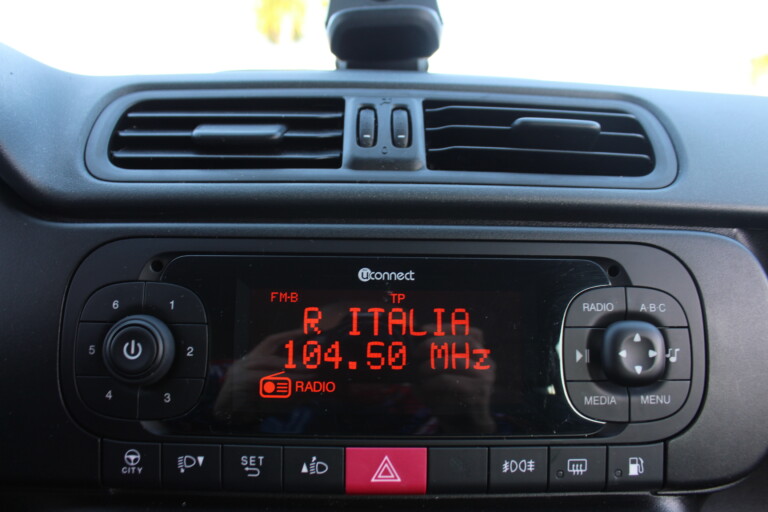 uconnect
FM-B TP
R ITALIA
104.50 MHz
RADIO
6 1
5 2
4 3
RADIO A·B·C
MEDIA MENU
CITY
SET